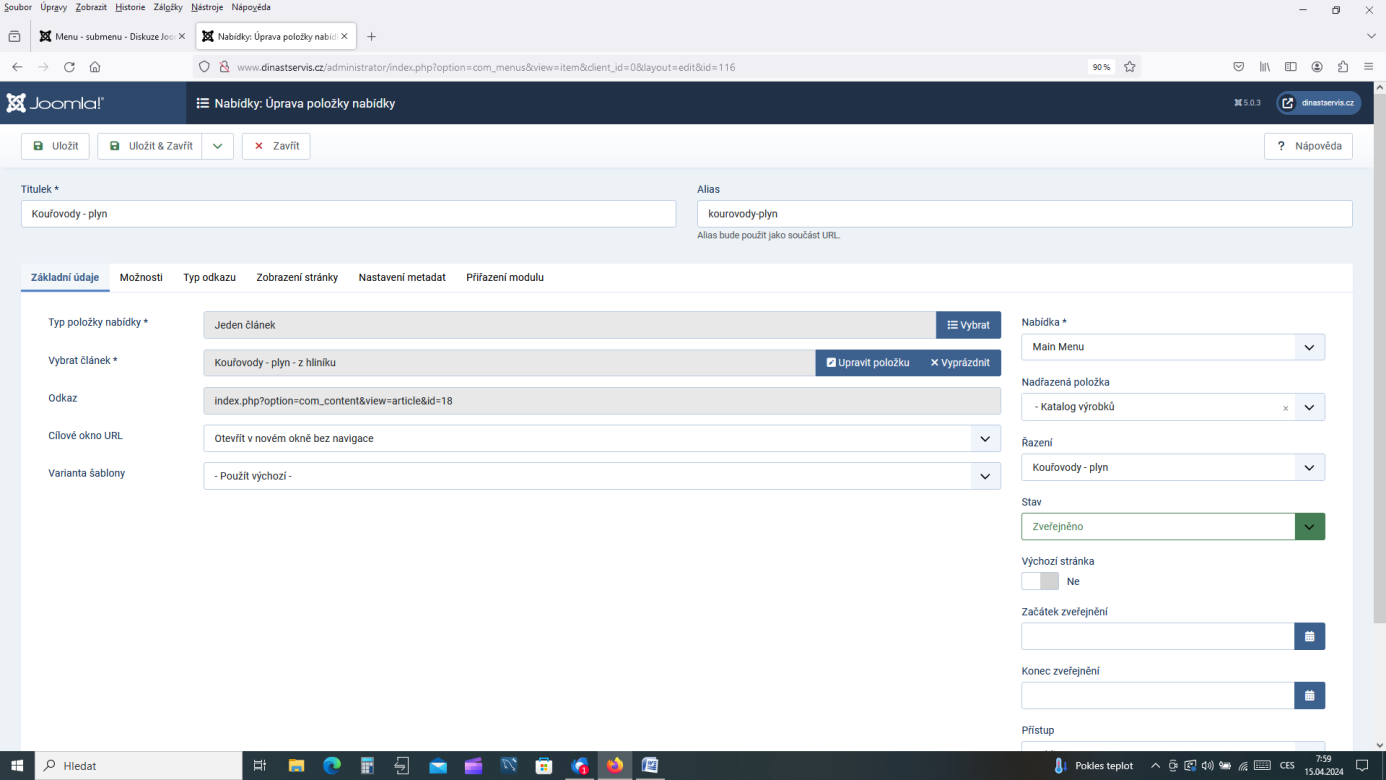 Soubor Úpravy Zobrazit Historie Záložky Nástroje Nápověda
Menu - submenu - Diskuze Joo
Nabídky: Úprava položky nabíd
www.dinastservis.cz/administrator/index.php?option=com_menus&view=item&client_id=0&layout=edit&id=116
90 %
Joomla!
Nabídky: Úprava položky nabídky
5.0.3
dinastservis.cz
Uložit
Uložit & Zavřít
Zavřít
? Nápověda
Titulek *
Alias
Kouřovody - plyn
kourovody-plyn
Alias bude použit jako součást URL.
Základní údaje Možnosti Typ odkazu Zobrazení stránky Nastavení metadat Přiřazení modulu
Typ položky nabídky *
Jeden článek
Vybrat
Vybrat článek *
Kouřovody - plyn - z hliníku
Upravit položku
Vyprázdnit
Odkaz
index.php?option=com_content&view=article&id=18
Cílové okno URL
Otevřít v novém okně bez navigace
Varianta šablony
- Použít výchozí -
Nabídka *
Main Menu
Nadřazená položka
- Katalog výrobků
Řazení
Kouřovody - plyn
Stav
Zveřejněno
Výchozí stránka
Ne
Začátek zveřejnění
Konec zveřejnění
Přístup
Hledat
Pokles teplot
CES
7:59
15.04.2024